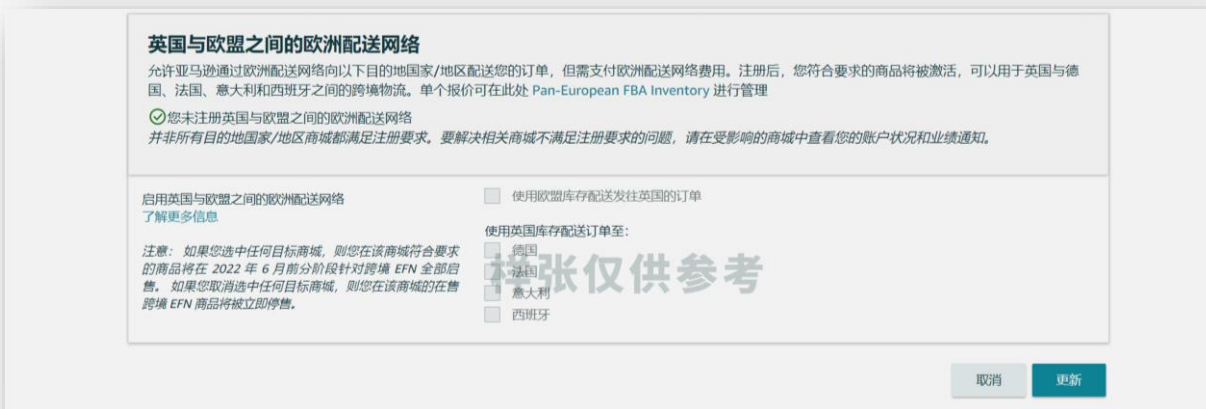 英国与欧盟之间的欧洲配送网络
允许亚马逊通过欧洲配送网络向以下目的地国家/地区配送您的订单，但需支付欧洲配送网络费用。注册后，您符合要求的商品将被激活，可以用于英国与德
国、法国、意大利和西班牙之间的跨境物流。单个报价可在此处 Pan-European FBA Inventory 进行管理
您未注册英国与欧盟之间的欧洲配送网络
并非所有目的地国家/地区商城都满足注册要求。要解决相关商城不满足注册要求的问题，请在受影响的商城中查看您的账户状况和业绩通知。
启用英国与欧盟之间的欧洲配送网络
了解更多信息
注意： 如果您选中任何目标商城，则您在该商城符合要求
的商品将在 2022 年 6 月前分阶段针对跨境 EFN 全部启
售。 如果您取消选中任何目标商城，则您在该商城的在售
跨境 EFN 商品将被立即停售。
使用欧盟库存配送发往英国的订单
使用英国库存配送订单至：
德国
法国
意大利
西班牙
样张仅供参考
取消
更新